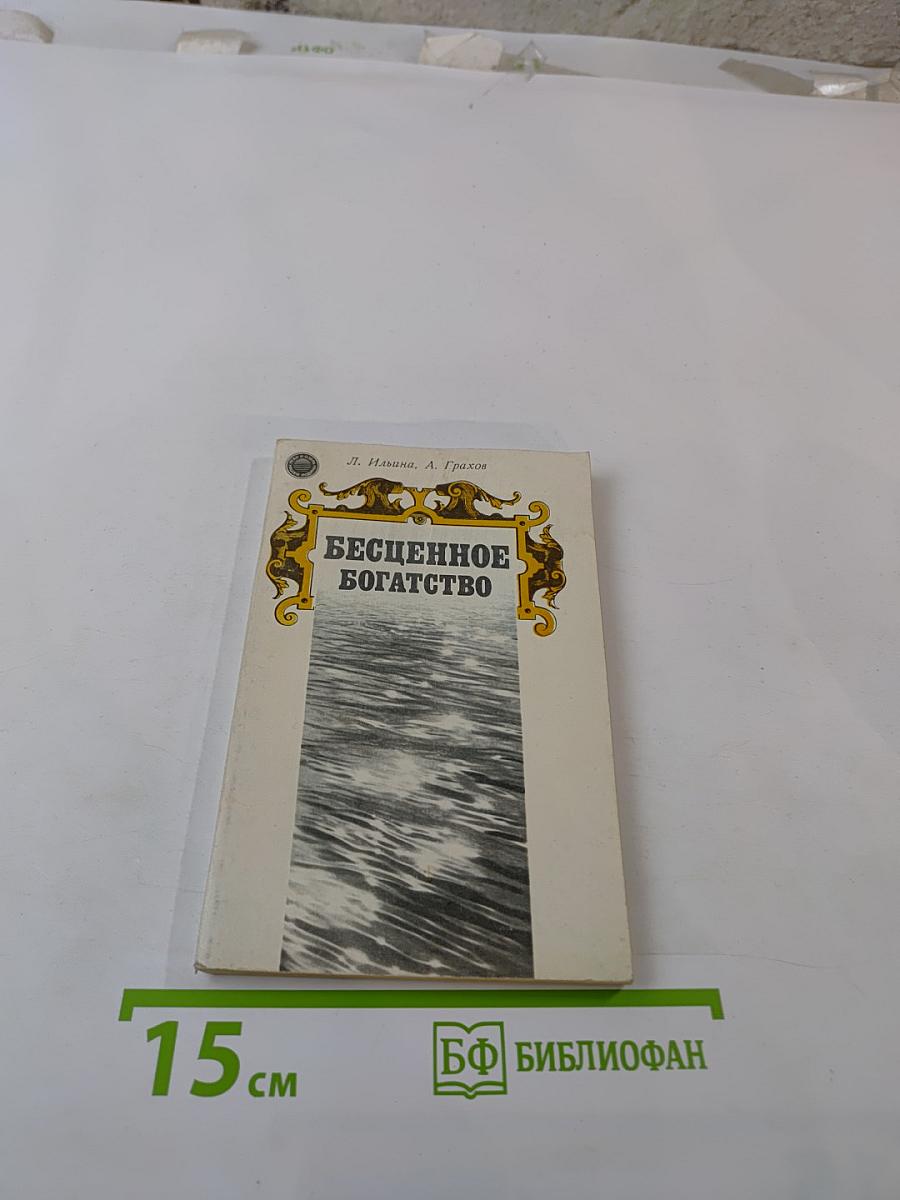 Л. Ильина, А. Грахов
БЕСЦЕННОЕ
БОГАТСТВО
15 см
БФ БИБЛИОФАН